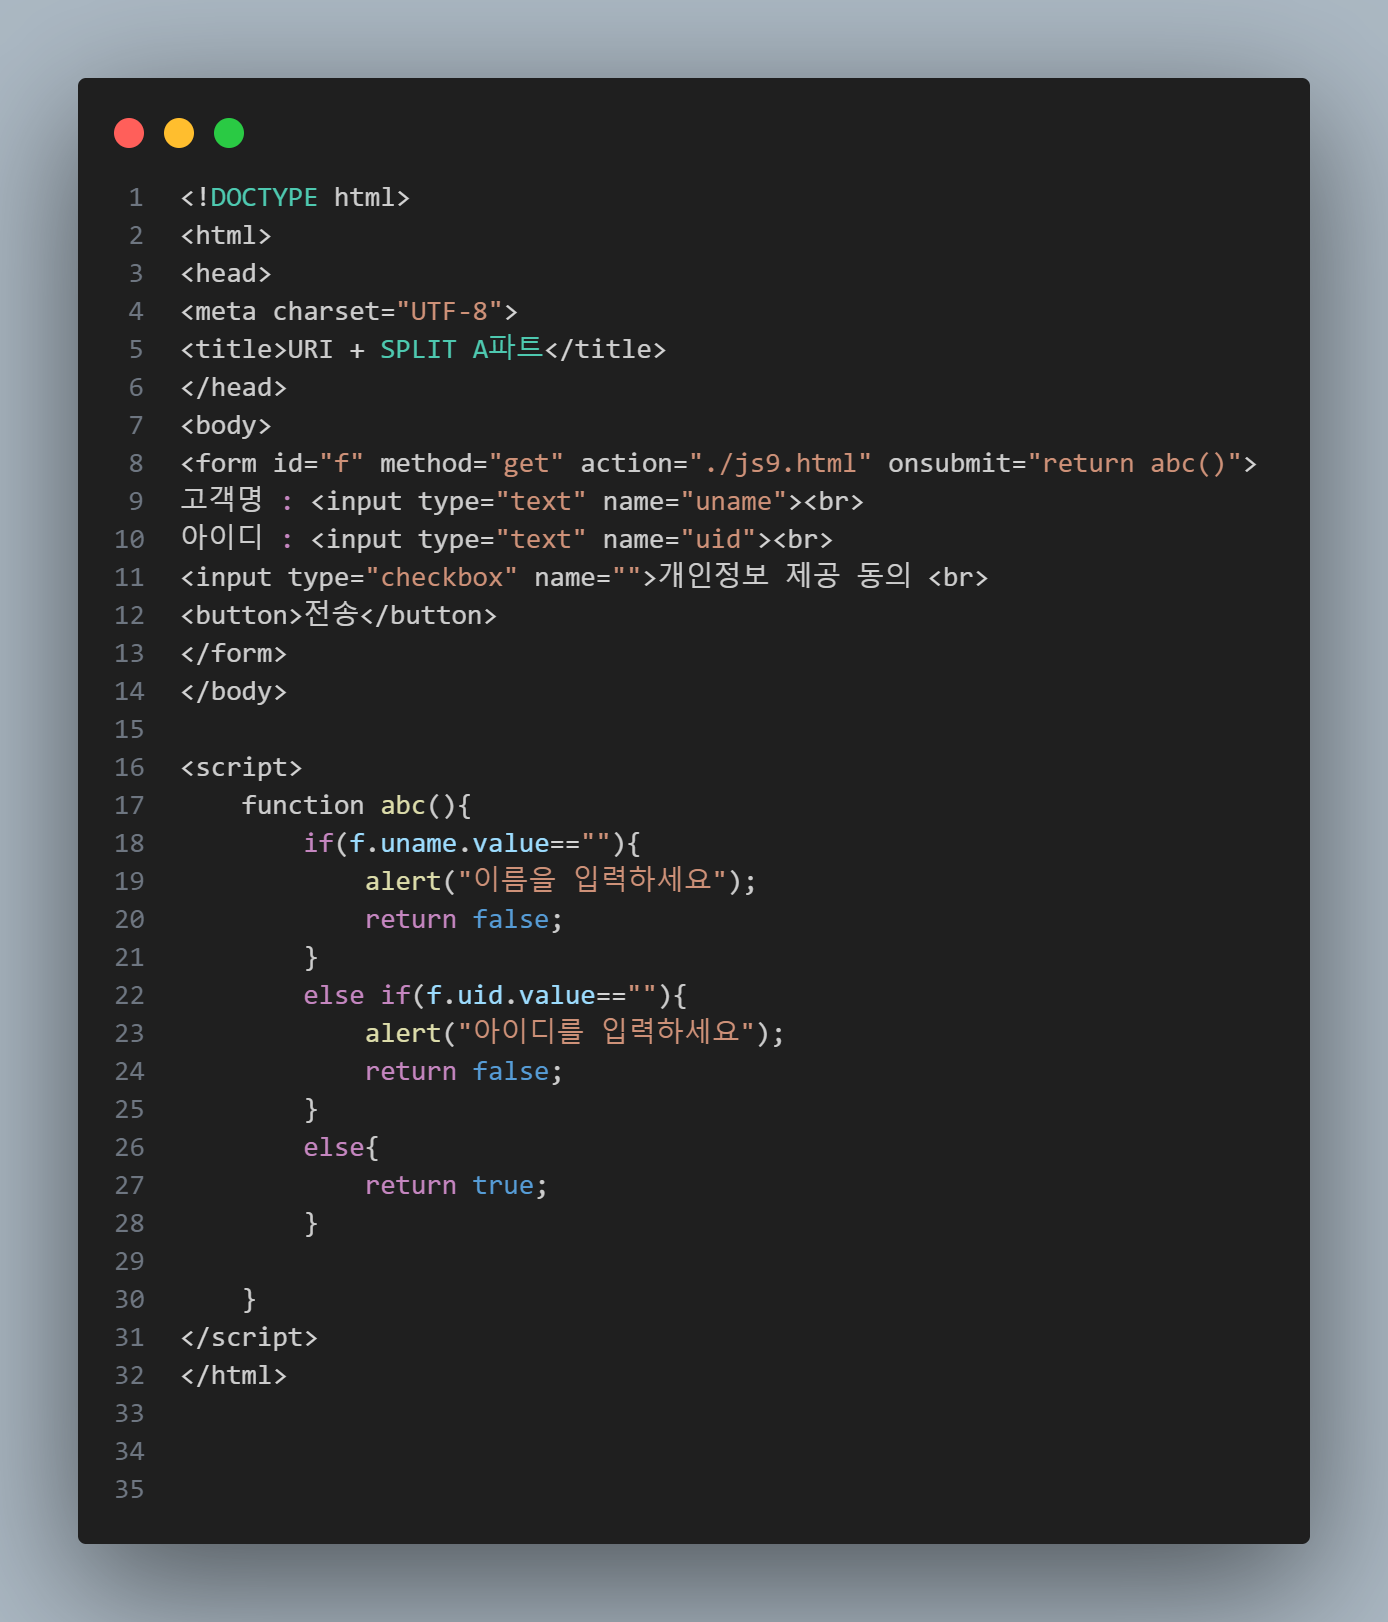 1 <!DOCTYPE html>
2 <html>
3 <head>
4 <meta charset="UTF-8">
5 <title>URI + SPLIT A파트</title>
6 </head>
7 <body>
8 <form id="f" method="get" action="./js9.html" onsubmit="return abc()">
9 고객명 : <input type="text" name="uname"><br>
10 아이디 : <input type="text" name="uid"><br>
11 <input type="checkbox" name="">개인정보 제공 동의 <br>
12 <button>전송</button>
13 </form>
14 </body>
15
16 <script>
17     function abc(){
18         if(f.uname.value==""){
19             alert("이름을 입력하세요");
20             return false;
21         }
22         else if(f.uid.value==""){
23             alert("아이디를 입력하세요");
24             return false;
25         }
26         else{
27             return true;
28         }
29
30     }
31 </script>
32 </html>
33
34
35